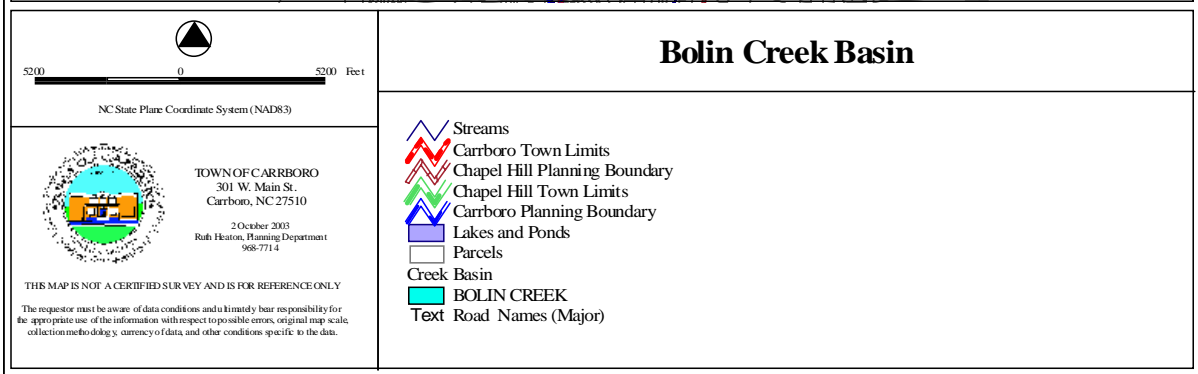 5200 0 5200 Feet
NC State Plane Coordinate System (NAD83)
TOWN OF CARRBORO
301 W. Main St.
Carrboro, NC 27510
2 October 2003
Ruth Heaton, Planning Department
968-7714
THIS MAP IS NOT A CERTIFIED SURVEY AND IS FOR REFERENCE ONLY
The requestor must be aware of data conditions and ultimately bear responsibility for
the appropriate use of the information with respect to possible errors, original map scale,
collection methodology, currency of data, and other conditions specific to the data.
Bolin Creek Basin
Streams
Carrboro Town Limits
Chapel Hill Planning Boundary
Chapel Hill Town Limits
Carrboro Planning Boundary
Lakes and Ponds
Parcels
Creek Basin
BOLIN CREEK
Text Road Names (Major)